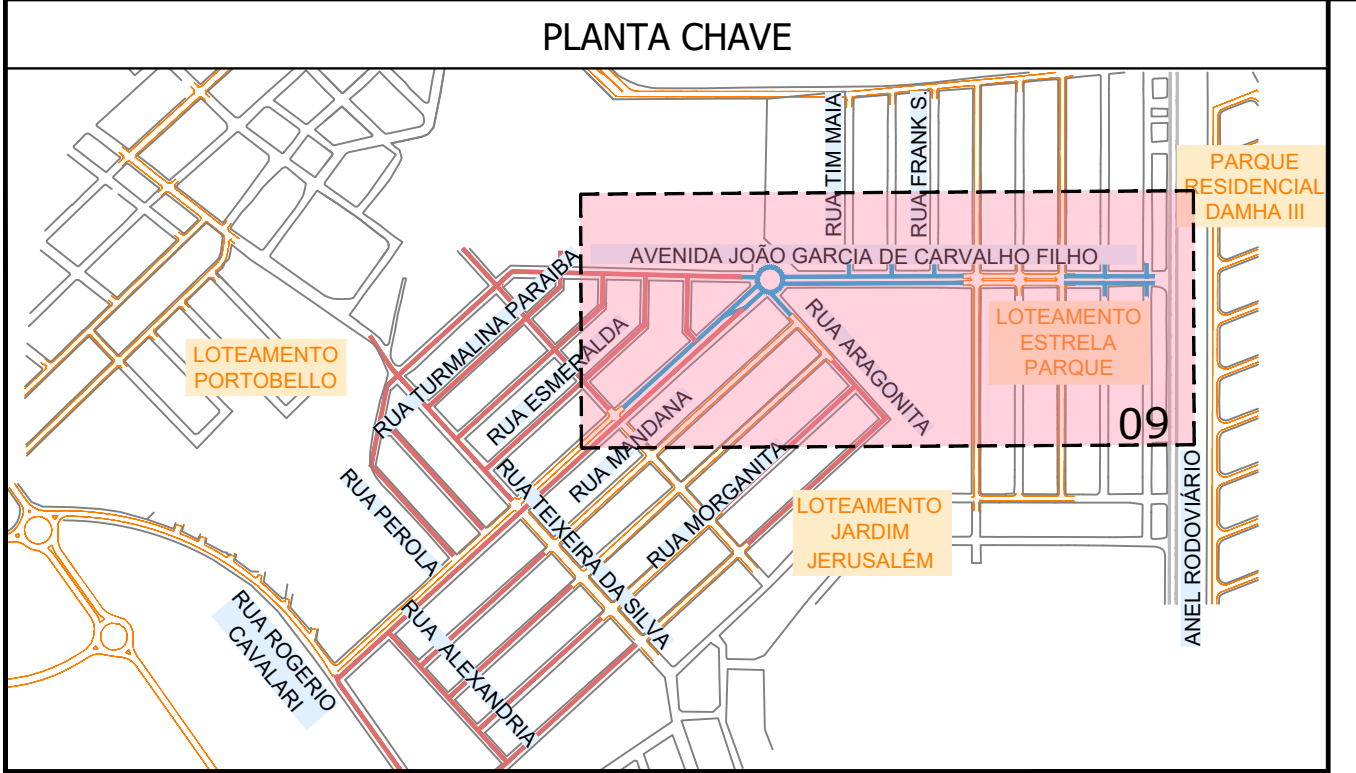 PLANTA CHAVE
RUA TIM MAIA
RUA FRANK S.
PARQUE
RESIDENCIAL
DAMHA III
AVENIDA JOÃO GARCIA DE CARVALHO FILHO
RUA TURMALINA PARAIBA
LOTEAMENTO
PORTOBELLO
RUA ESMERALDA
RUA ARAGONITA
LOTEAMENTO
ESTRELA
PARQUE
09
RUA MANDANA
RUA PEROLA
RUA TEIXEIRA DA SILVA
RUA MORGANITA
LOTEAMENTO
JARDIM
JERUSALÉM
ANEL RODOVIÁRIO
RUA ROGERIO
CAVALARI
RUA ALEXANDRIA